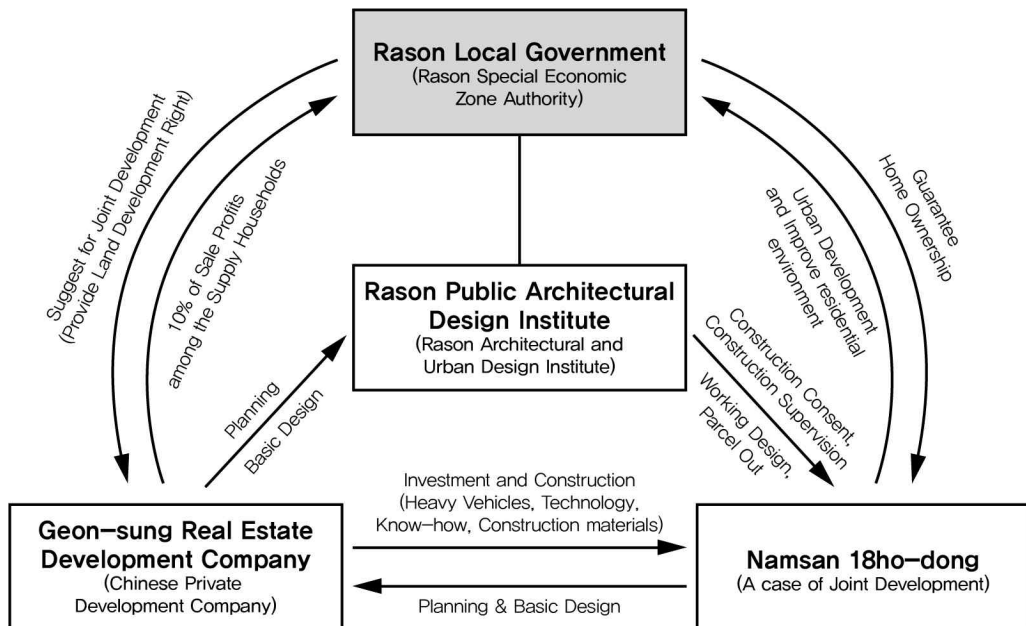 Rason Local Government
(Rason Special Economic
Zone Authority)
Suggest for Joint Development
(Provide Land Development Right)
10% of Sale Profits
among the Supply Households
Guarantee
Home Ownership
Urban Development
and Improve residential
environment
Rason Public Architectural
Design Institute
(Rason Architectural and
Urban Design Institute)
Planning
Basic Design
Construction Consent,
Construction Supervision
Working Design,
Parcel Out
Investment and Construction
(Heavy Vehicles, Technology,
Know-how, Construction materials)
Geon-sung Real Estate
Development Company
(Chinese Private
Development Company)
Namsan 18ho-dong
(A case of Joint Development)
Planning & Basic Design